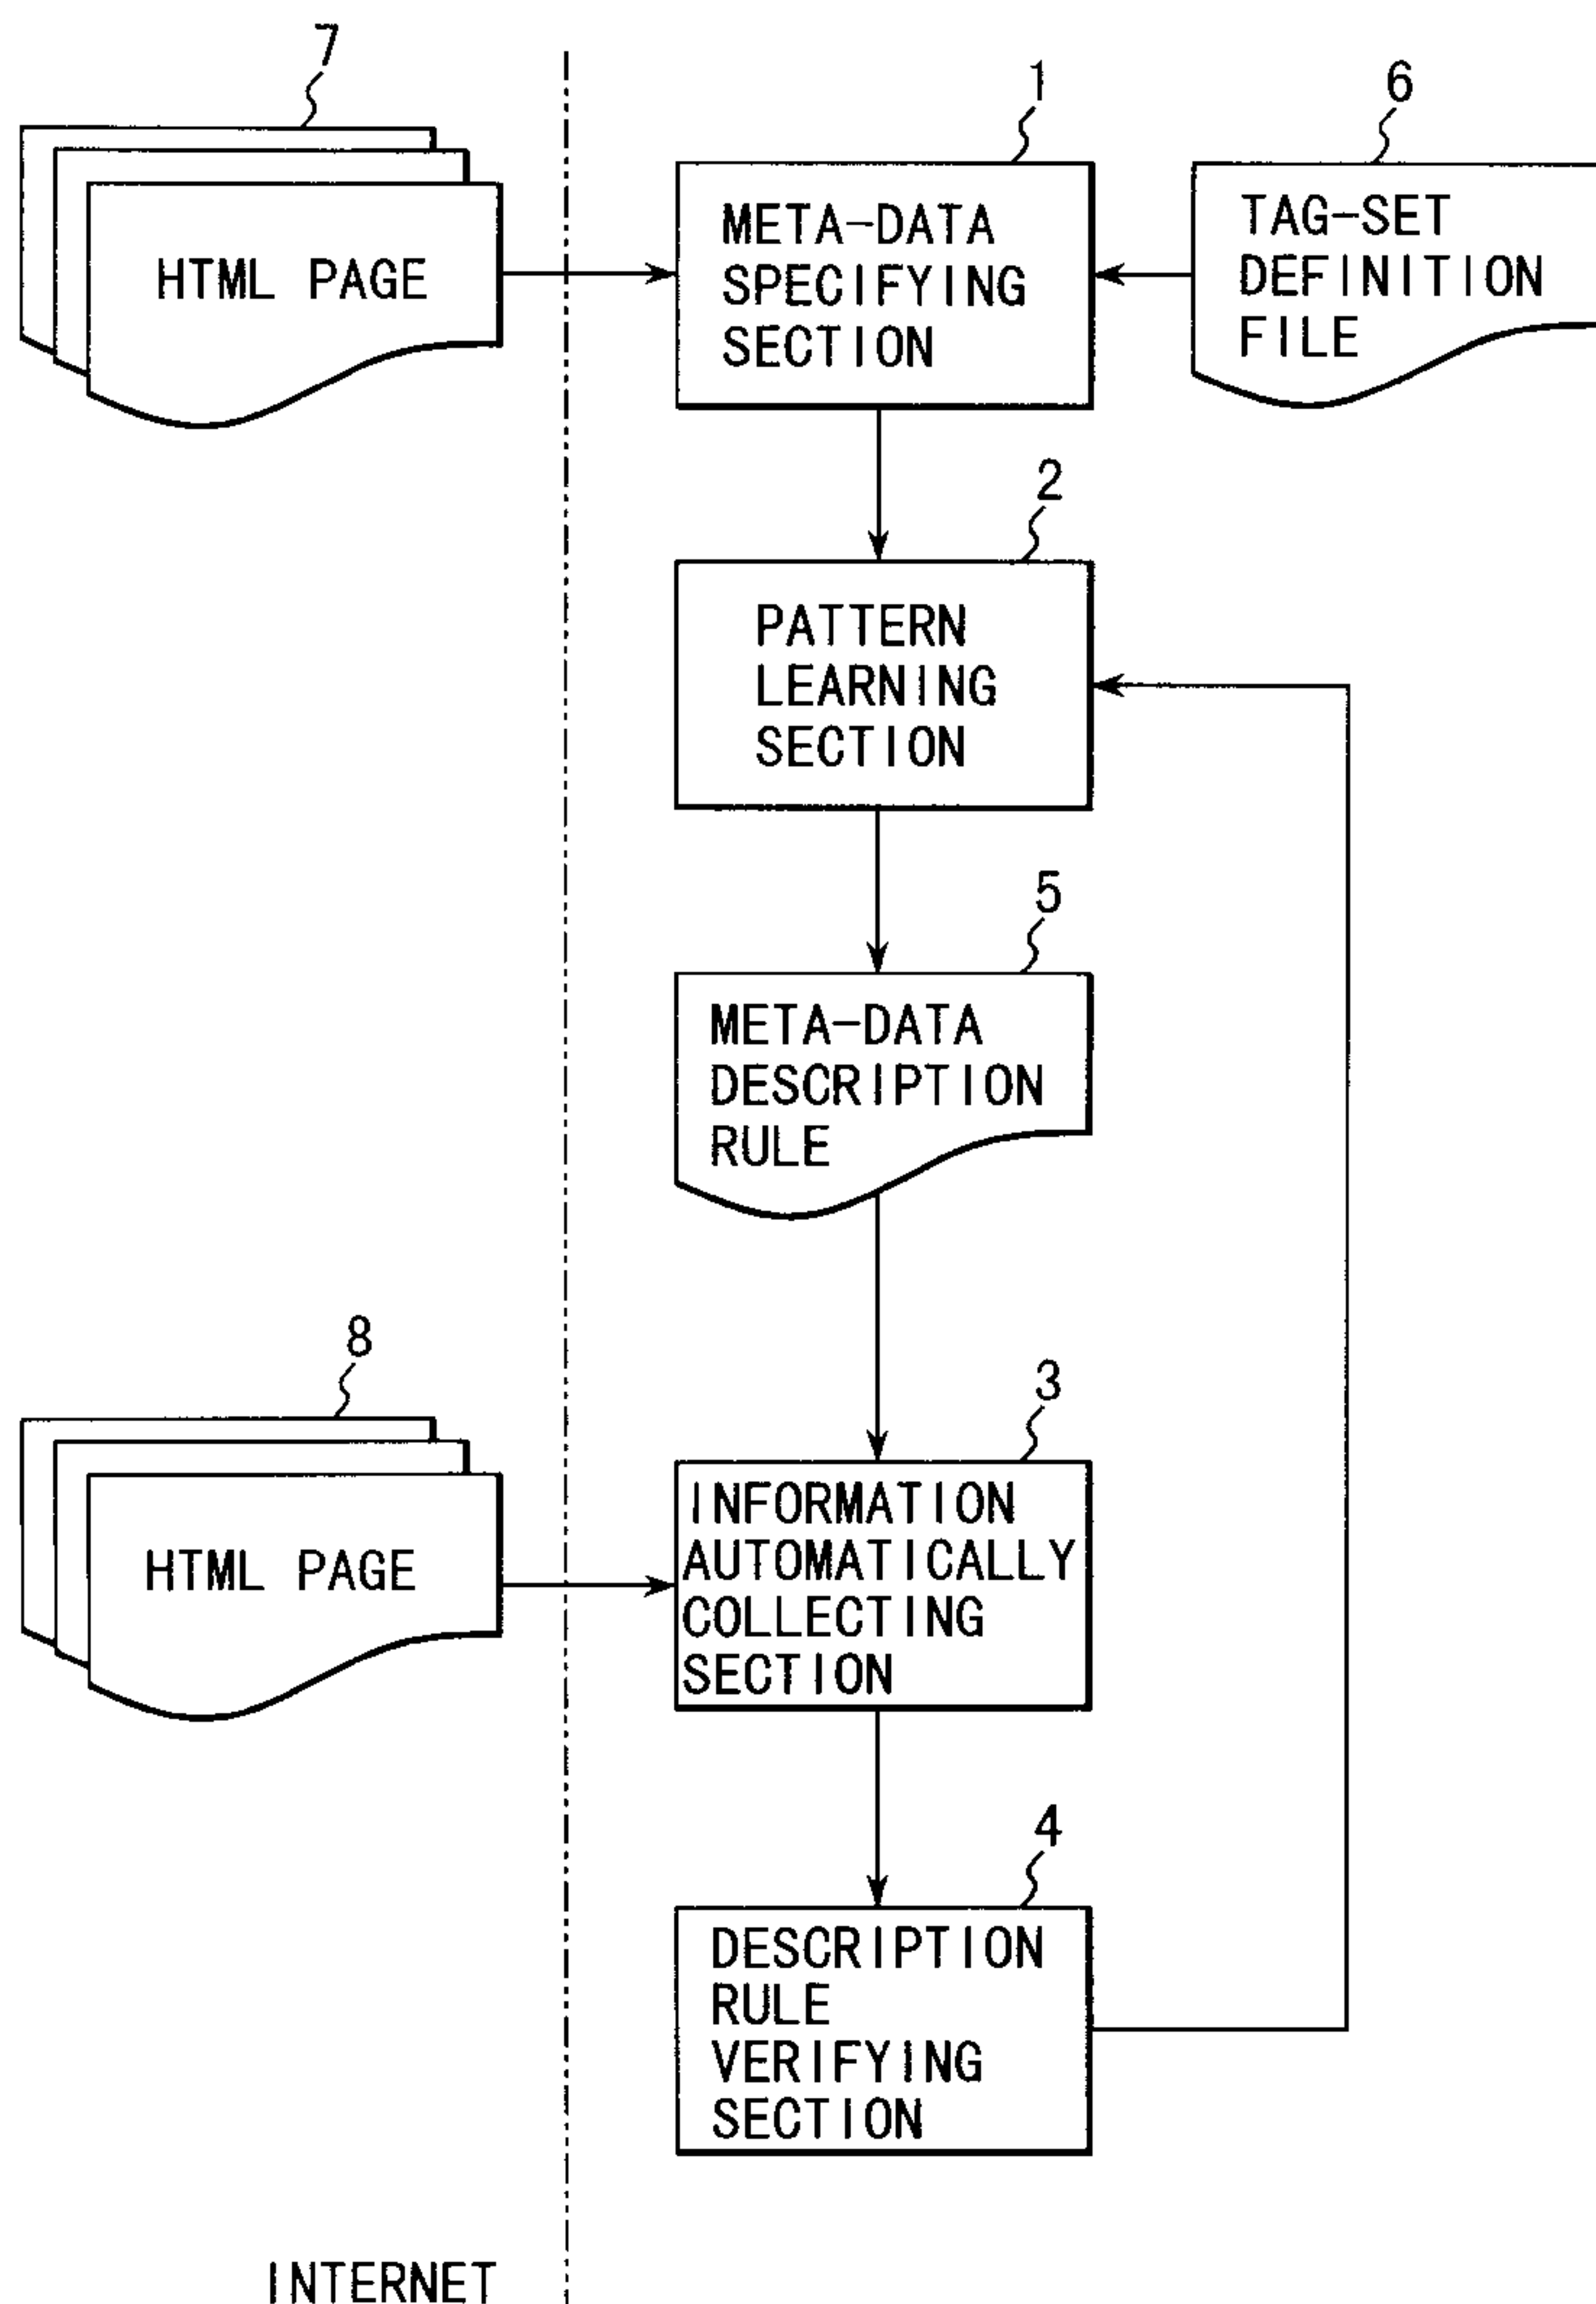 7
1
6
HTML PAGE
META-DATA
SPECIFYING
SECTION
TAG-SET
DEFINITION
FILE
2
PATTERN
LEARNING
SECTION
5
META-DATA
DESCRIPTION
RULE
8
3
HTML PAGE
INFORMATION
AUTOMATICALLY
COLLECTING
SECTION
4
DESCRIPTION
RULE
VERIFYING
SECTION
INTERNET